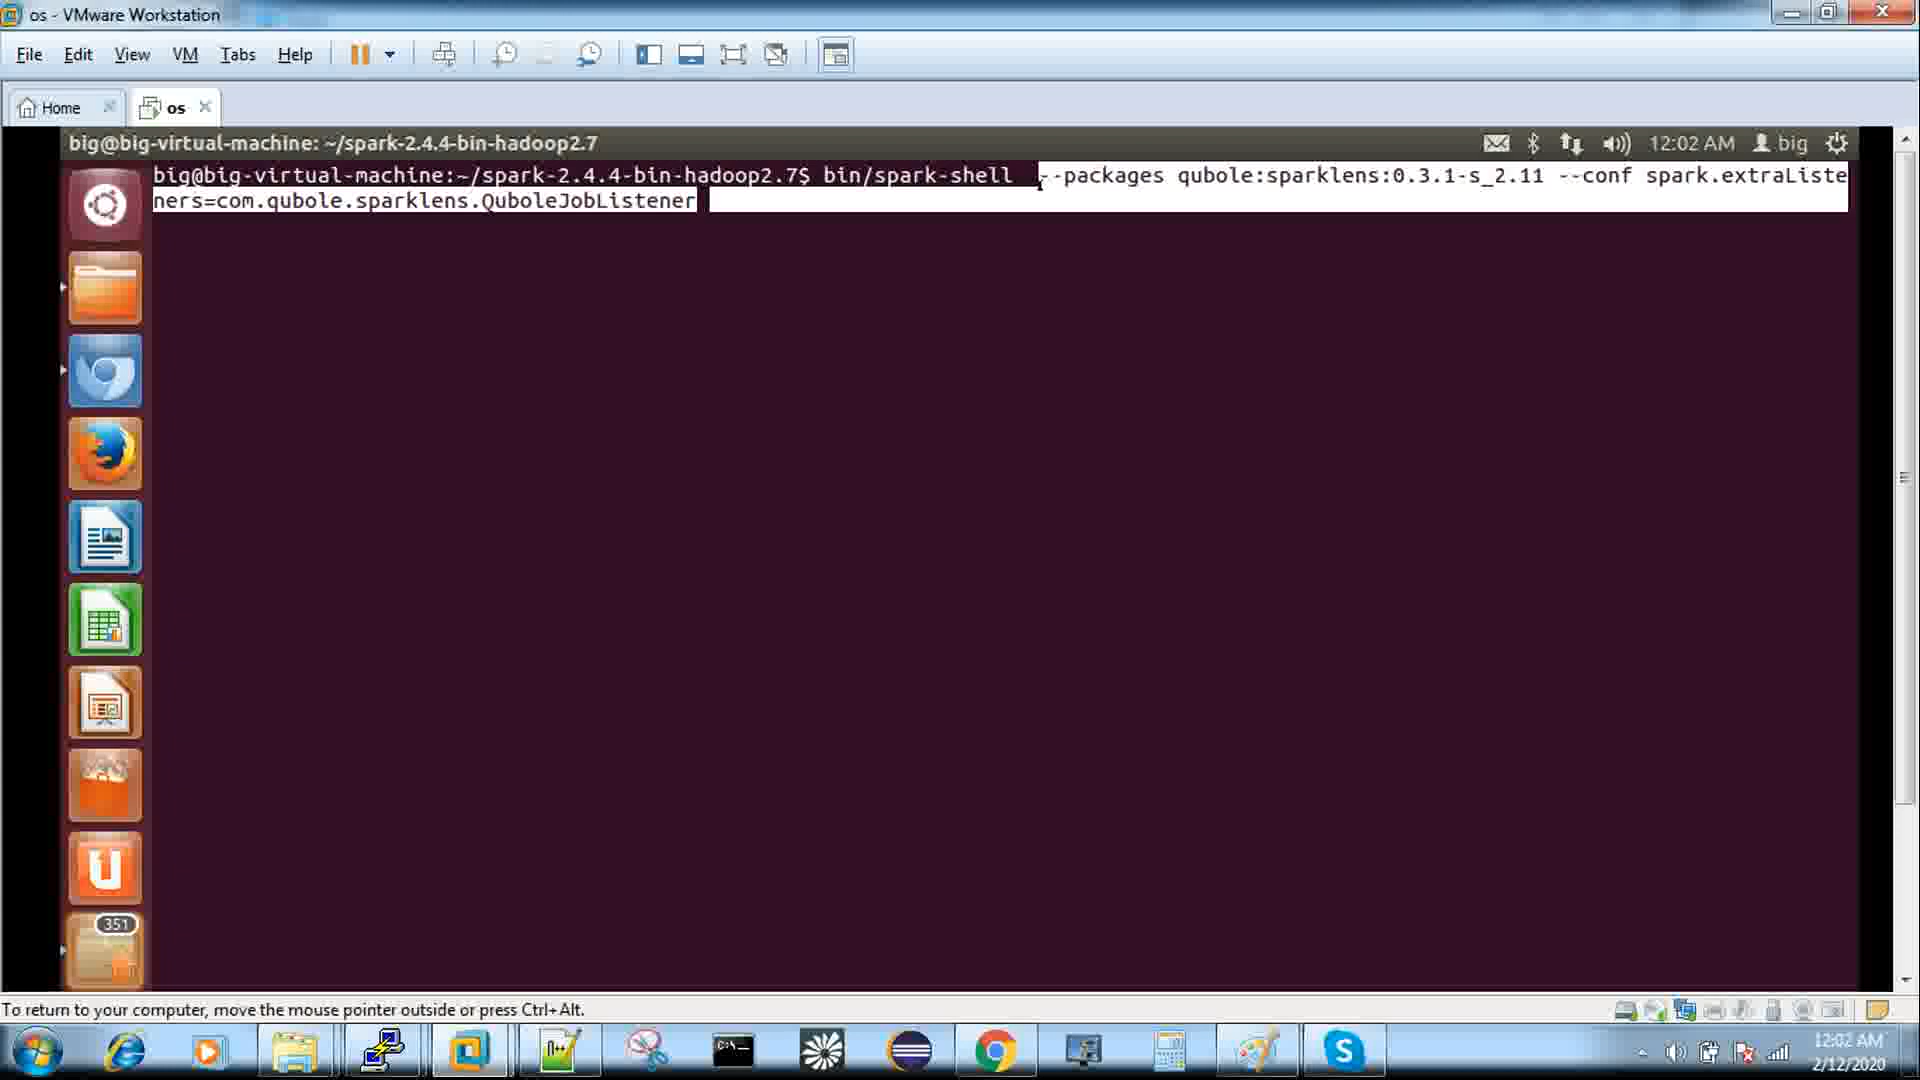 os - VMware Workstation
File Edit View VM Tabs Help
Home os
big@big-virtual-machine: ~/spark-2.4.4-bin-hadoop2.7 12:02 AM big
big@big-virtual-machine:~/spark-2.4.4-bin-hadoop2.7$ bin/spark-shell --packages qubole:sparklens:0.3.1-s_2.11 --conf spark.extraListe
ners=com.qubole.sparklens.QuboleJobListener
351
To return to your computer, move the mouse pointer outside or press Ctrl+Alt.
12:02 AM
2/12/2020